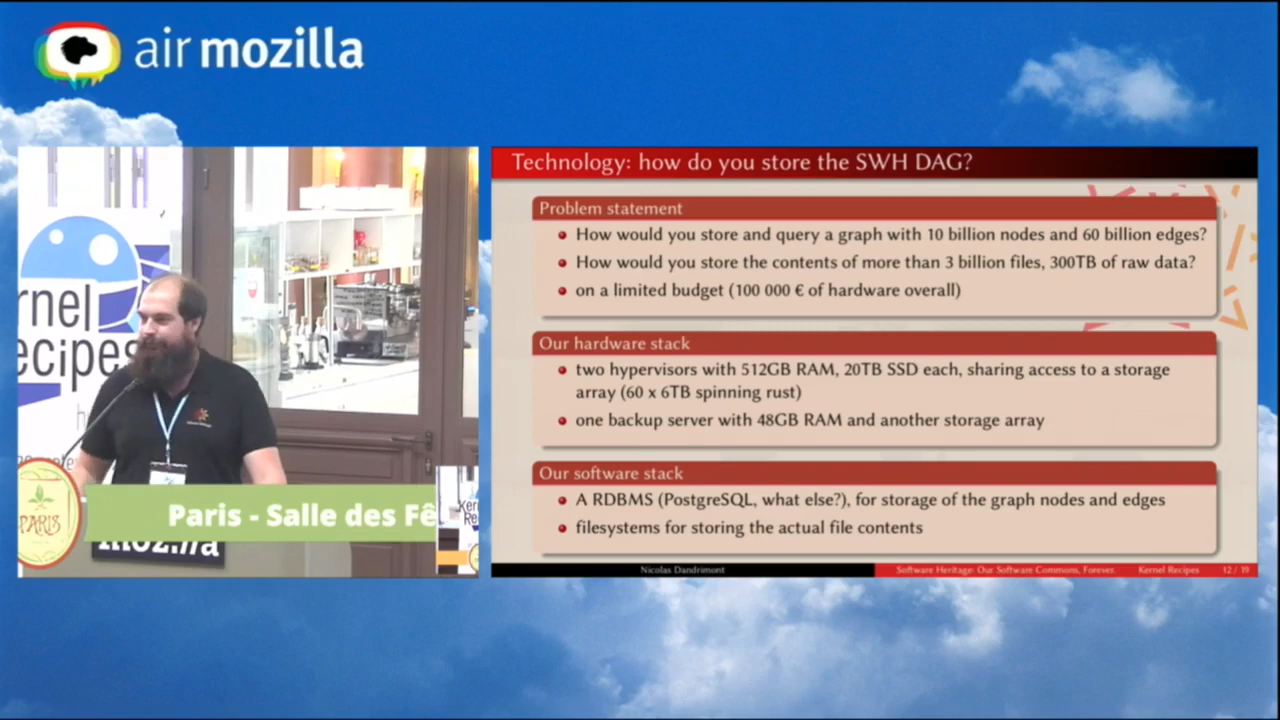 air mozilla
rnel
ecipes
PARIS
Paris - Salle des Fê
moz://a
Technology: how do you store the SWH DAG?
Problem statement
How would you store and query a graph with 10 billion nodes and 60 billion edges?
How would you store the contents of more than 3 billion files, 300TB of raw data?
on a limited budget (100 000 € of hardware overall)
Our hardware stack
two hypervisors with 512GB RAM, 20TB SSD each, sharing access to a storage
array (60 x 6TB spinning rust)
one backup server with 48GB RAM and another storage array
Our software stack
A RDBMS (PostgreSQL, what else?), for storage of the graph nodes and edges
filesystems for storing the actual file contents
Nicolas Dandrimont
Software Heritage: Our Software Commons, Forever.
Kernel Recipes
12 / 19